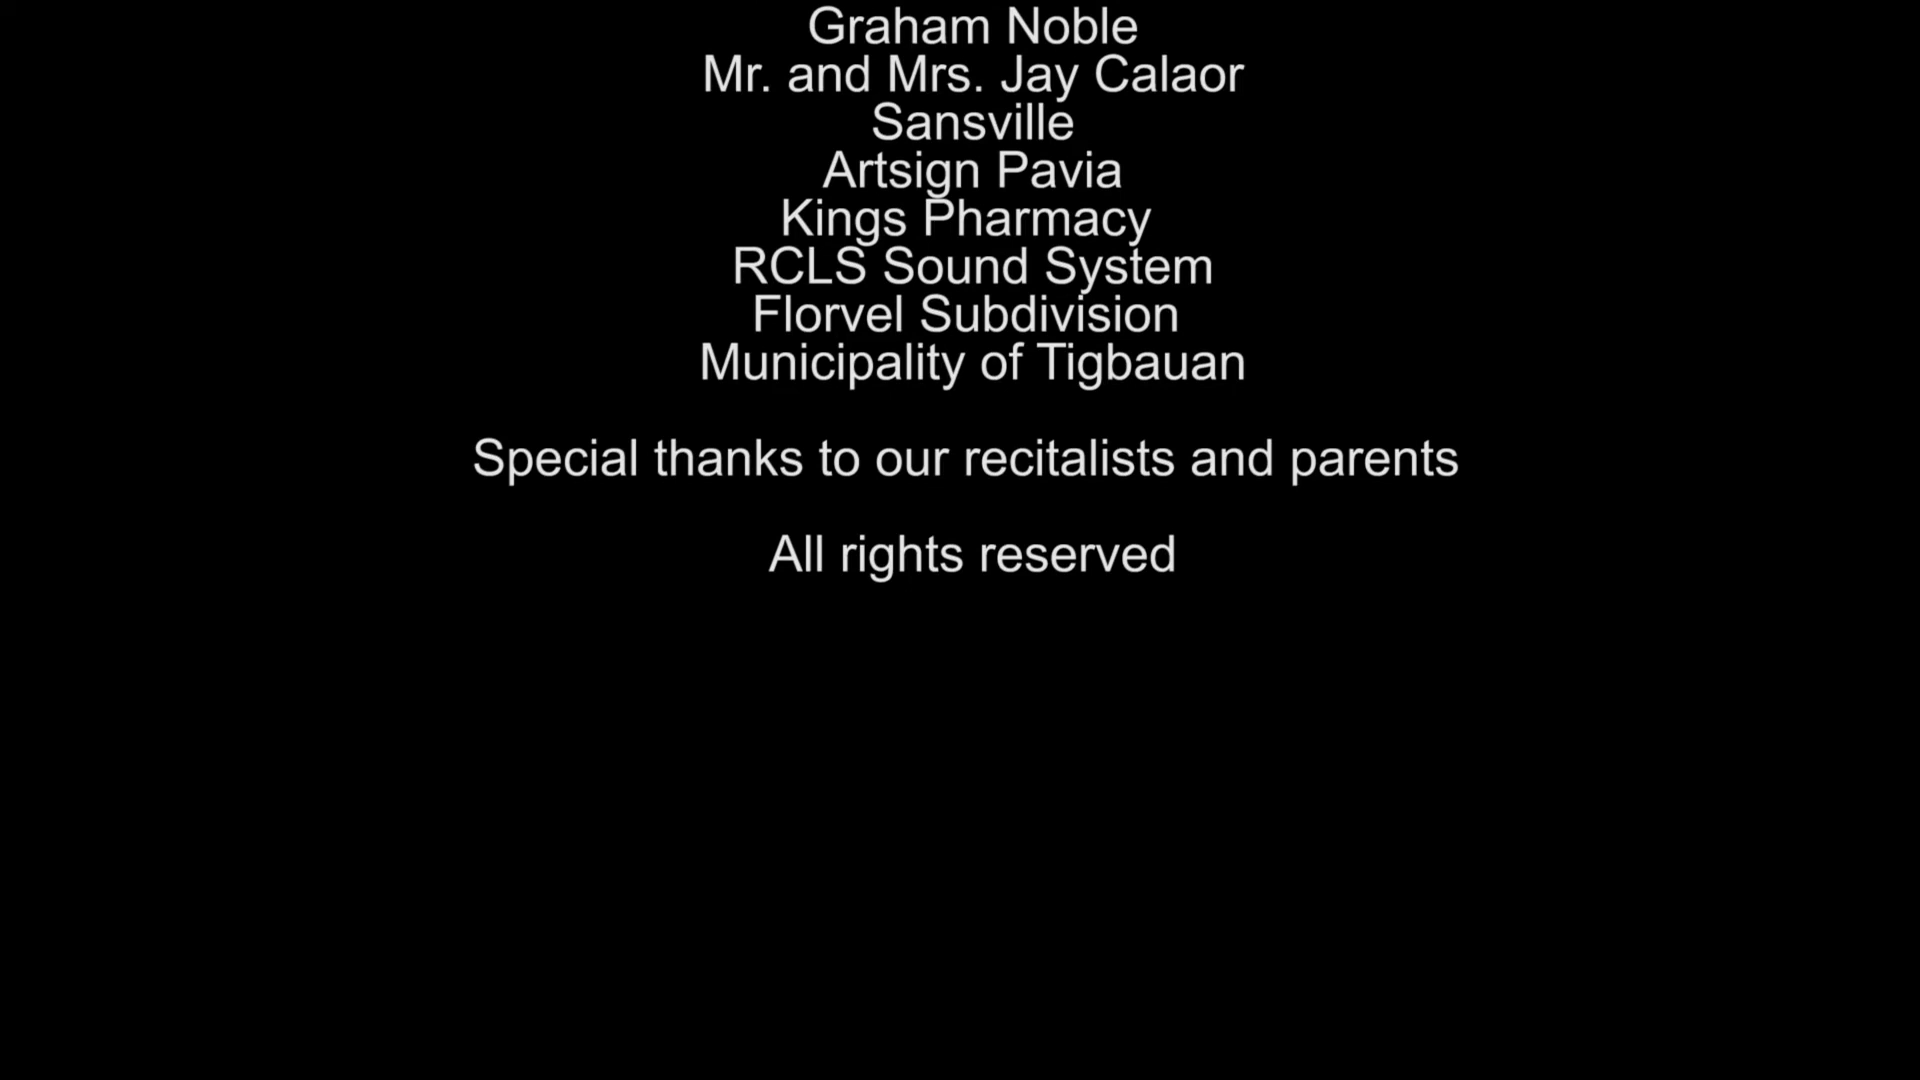 Graham Noble
Mr. and Mrs. Jay Calaor
Sansville
Artsign Pavia
Kings Pharmacy
RCLS Sound System
Florvel Subdivision
Municipality of Tigbauan
Special thanks to our recitalists and parents
All rights reserved